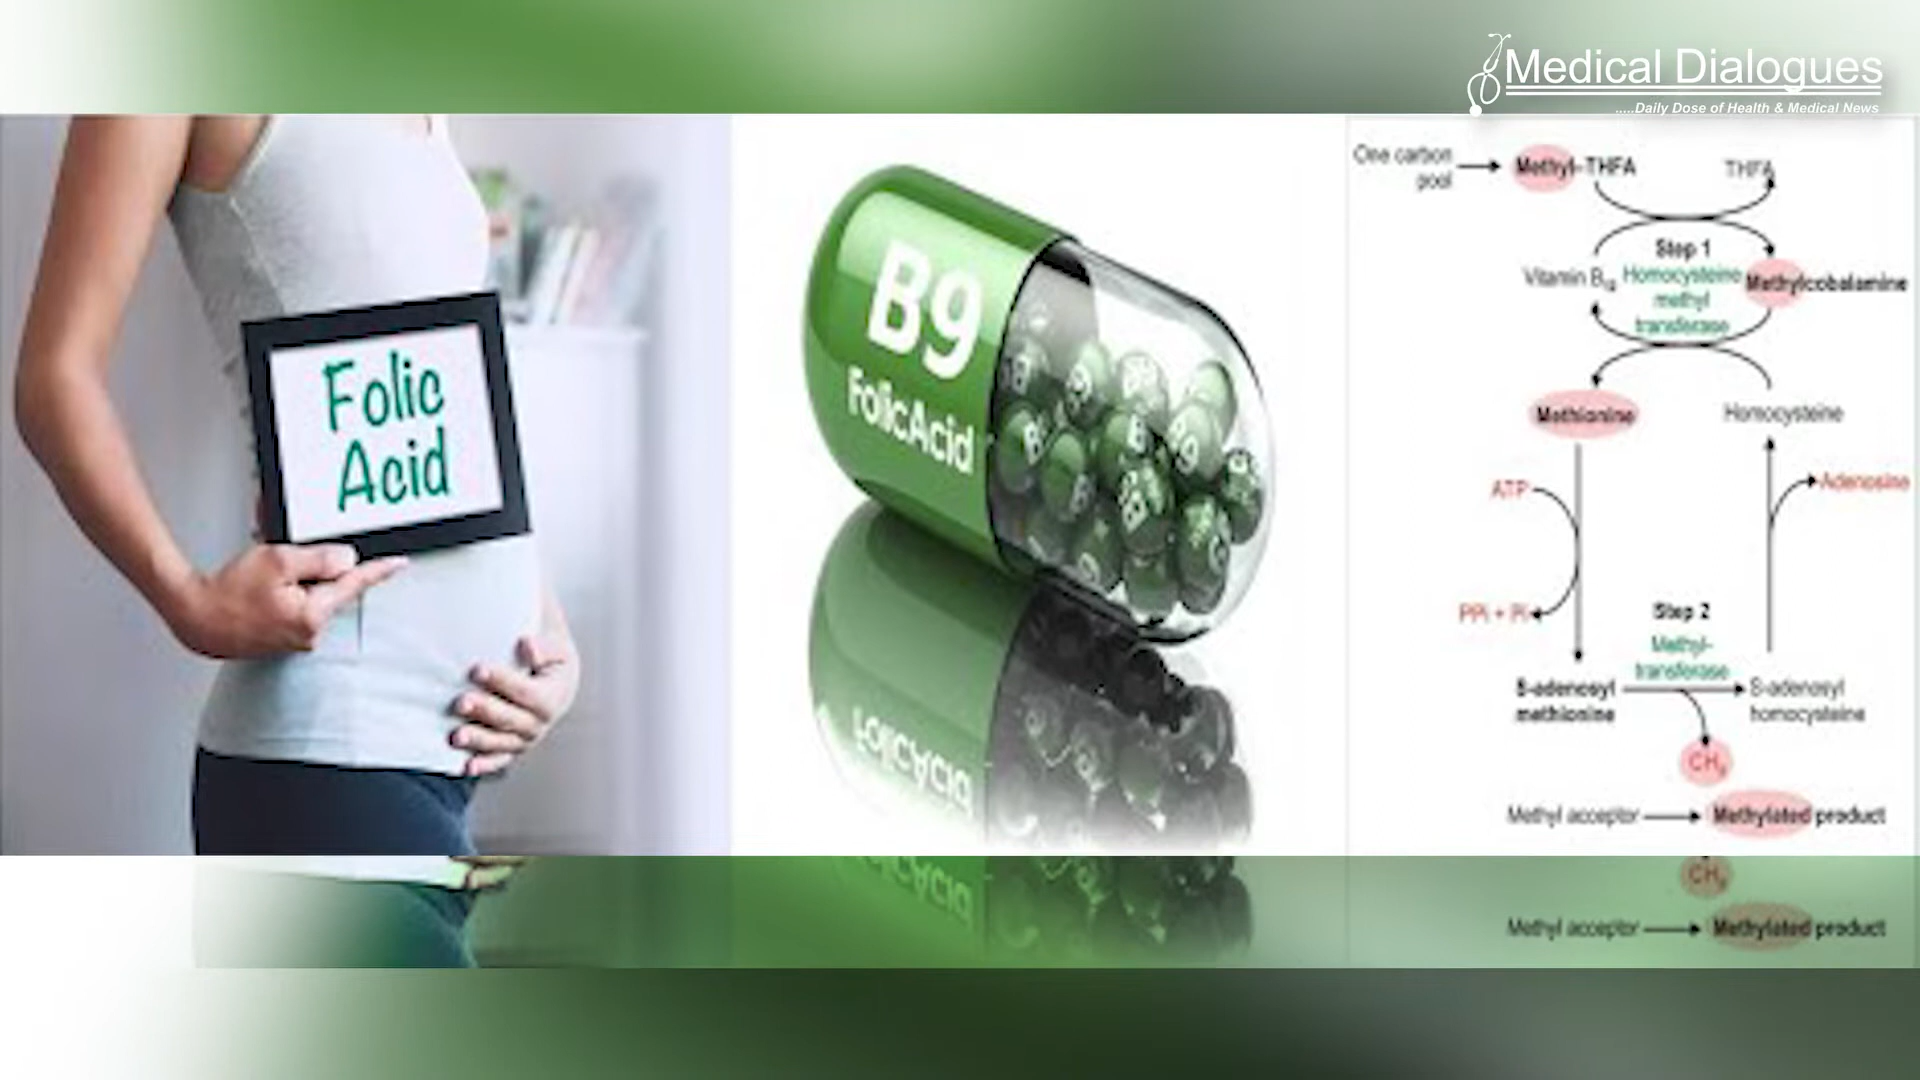 Medical Dialogues
.....Daily Dose of Health & Medical News
Folic
Acid
B9
FolicAcid
One carbon
pool
Methyl-THFA
THFA
Step 1
Vitamin B₁₂
Homocysteine
methyl
transferase
Methylcobalamine
Methionine
Homocysteine
ATP
Adenosine
PPi + Pi
Step 2
Methyl-
transferase
S-adenosyl
methionine
S-adenosyl
homocysteine
CH₃
Methyl acceptor
Methylated product
CH₃
Methyl acceptor
Methylated product